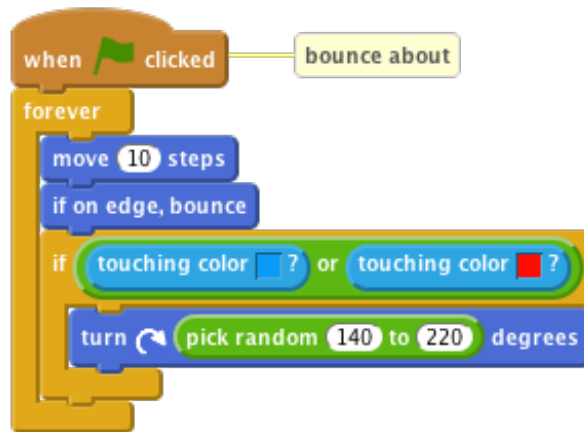 when clicked
bounce about
forever
move 10 steps
if on edge, bounce
if touching color ? or touching color ?
turn pick random 140 to 220 degrees